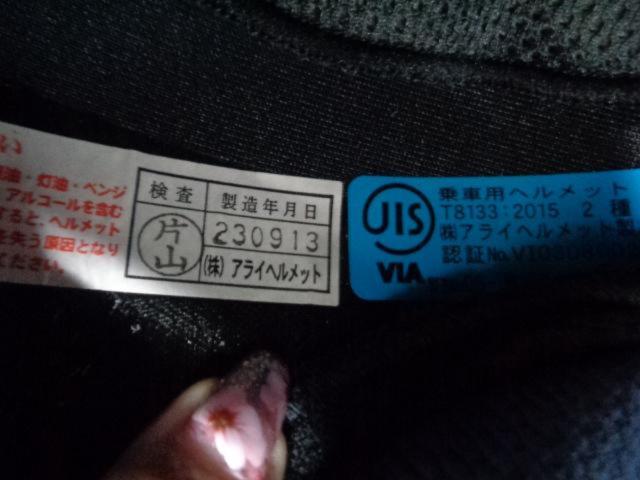 い
油・灯油・ベンジ
アルコールを含む
すると、ヘルメット
を失う原因となり
ください。
検査
片山
製造年月日
230913
(株)アライヘルメット
JIS
VIA
乗車用ヘルメット
T8133:2015 2種
(株)アライヘルメット製
認証No.VI